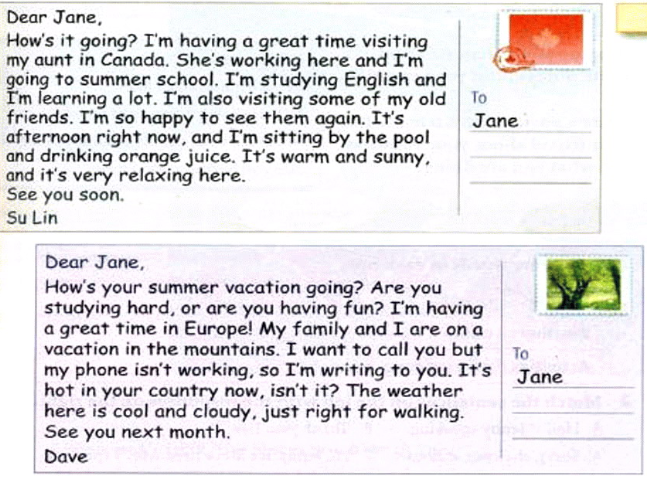 Dear Jane,
How's it going? I'm having a great time visiting
my aunt in Canada. She's working here and I'm
going to summer school. I'm studying English and
I'm learning a lot. I'm also visiting some of my old
friends. I'm so happy to see them again. It's
afternoon right now, and I'm sitting by the pool
and drinking orange juice. It's warm and sunny,
and it's very relaxing here.
See you soon.
Su Lin
To
Jane
Dear Jane,
How's your summer vacation going? Are you
studying hard, or are you having fun? I'm having
a great time in Europe! My family and I are on a
vacation in the mountains. I want to call you but
my phone isn't working, so I'm writing to you. It's
hot in your country now, isn't it? The weather
here is cool and cloudy, just right for walking.
See you next month.
Dave
To
Jane